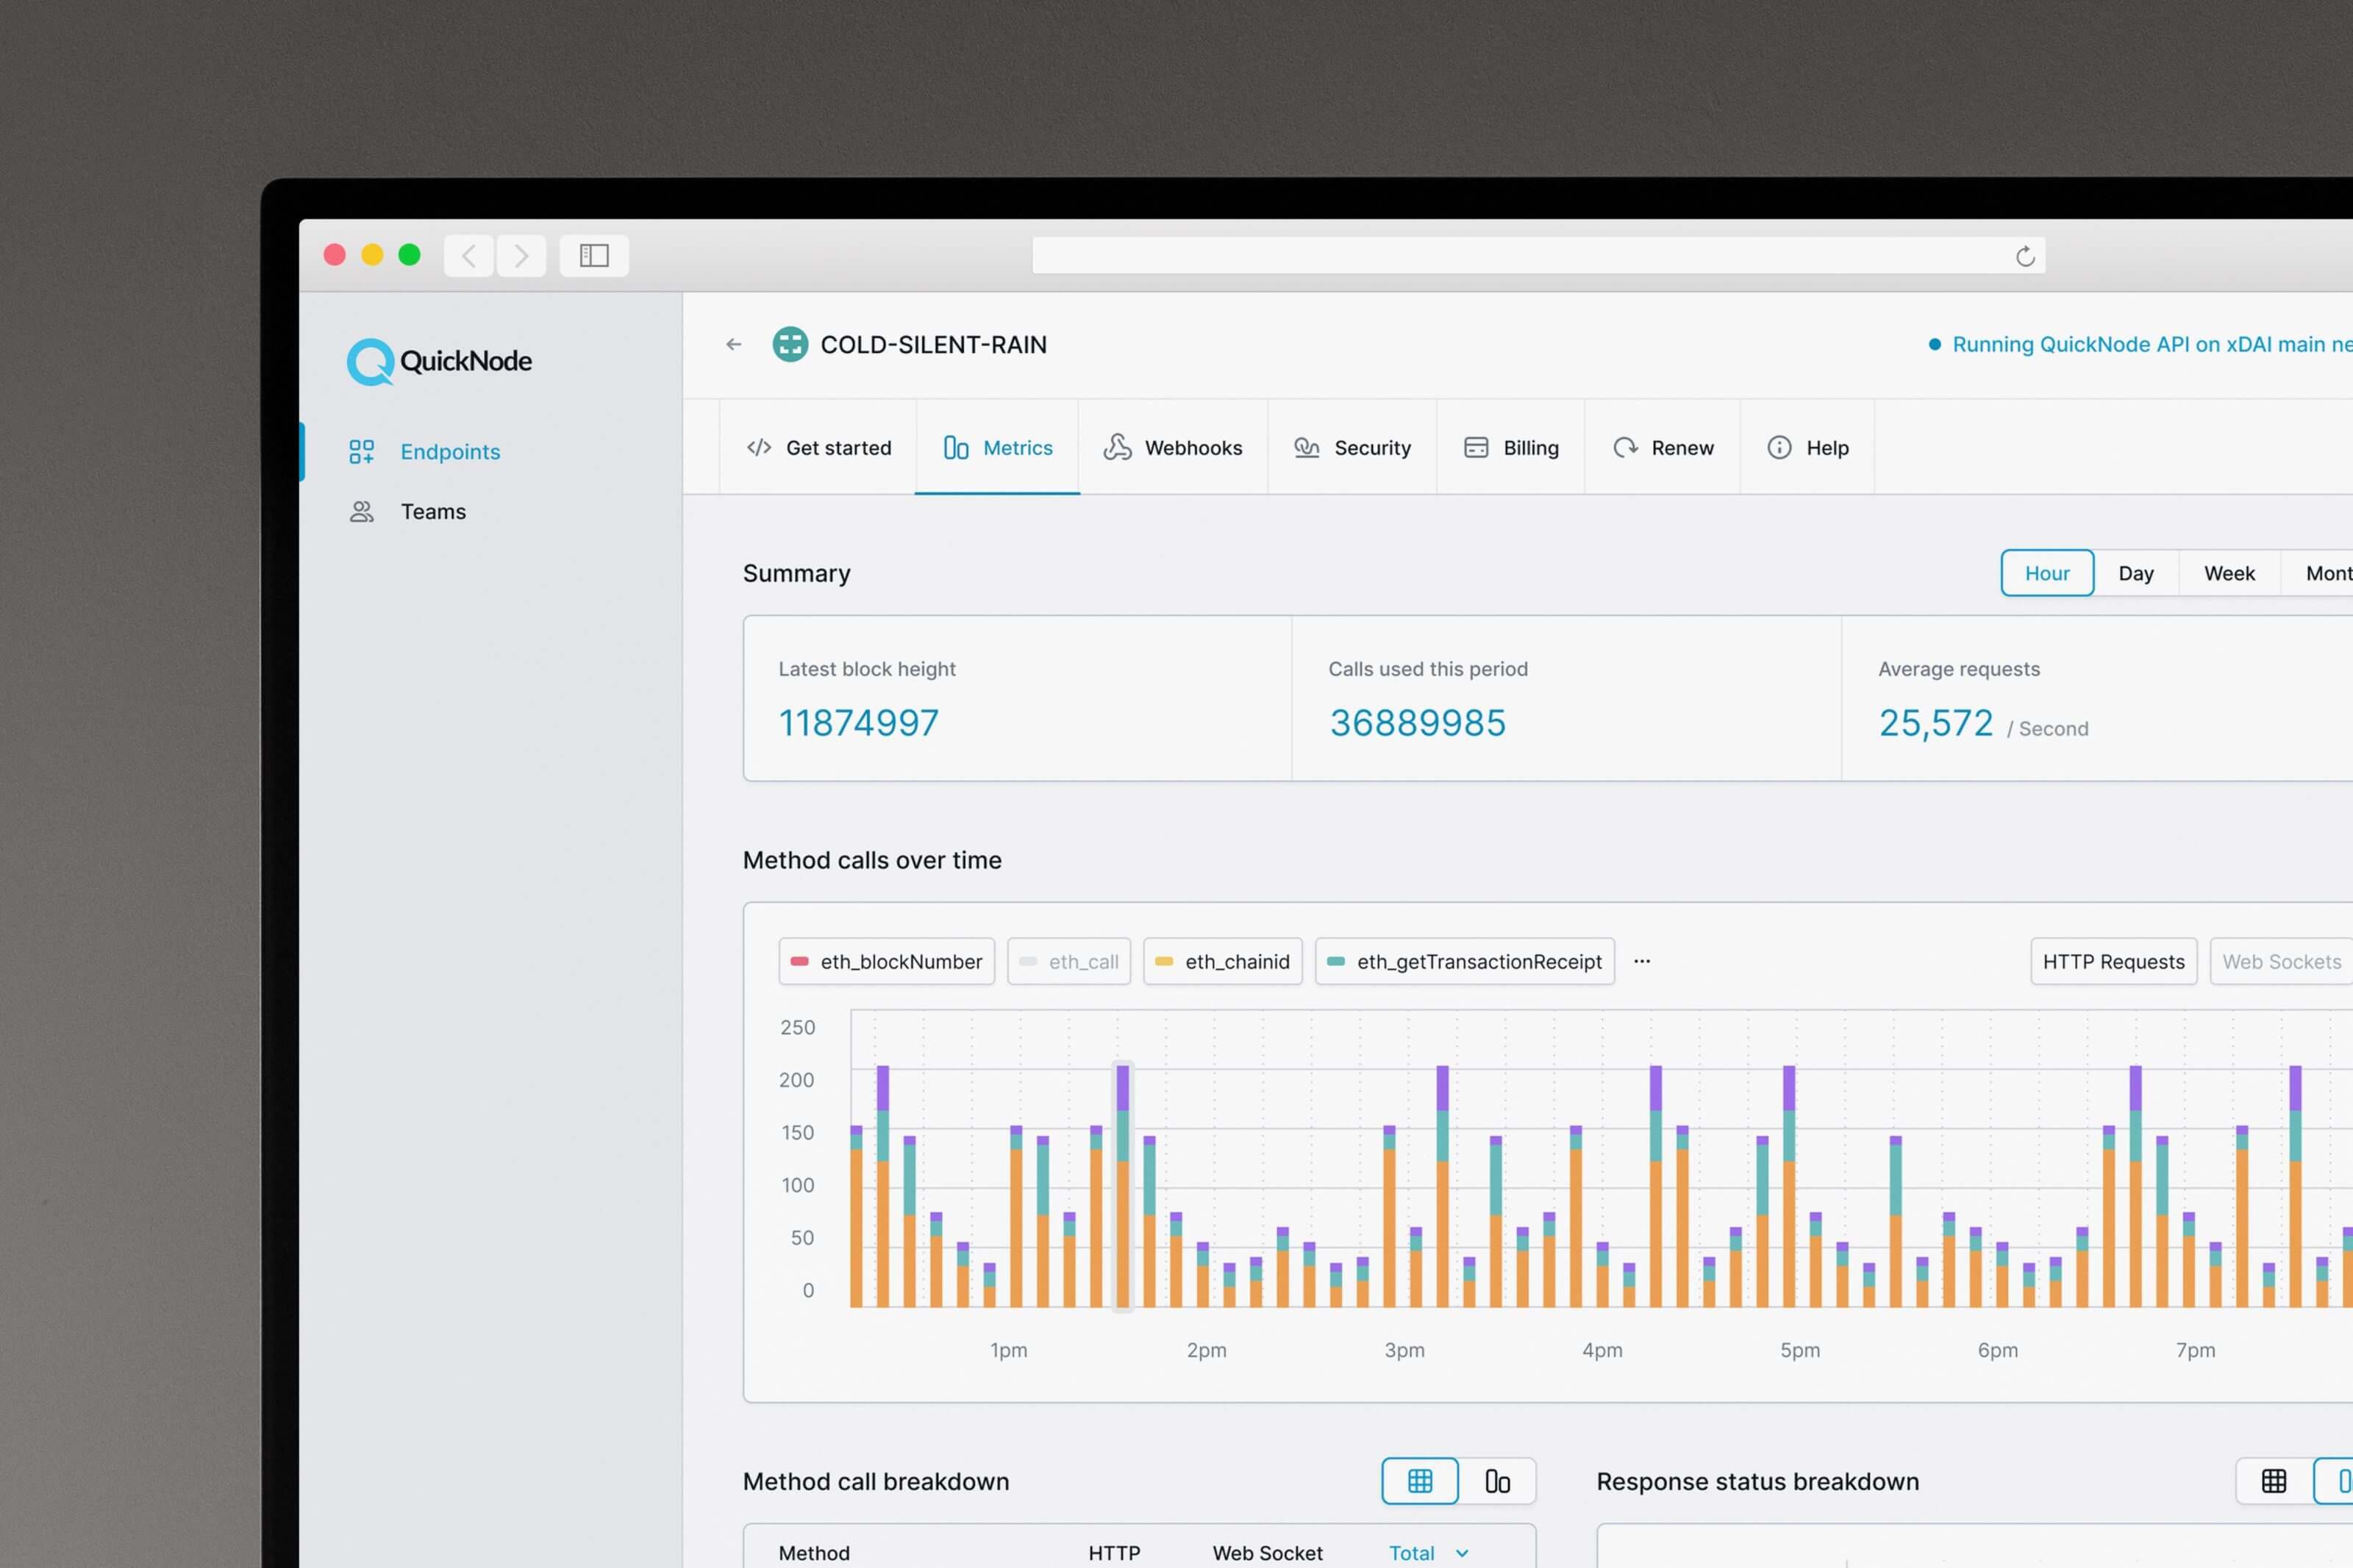 QuickNode
Endpoints
Teams
COLD-SILENT-RAIN
Running QuickNode API on xDAI main ne
Get started
Metrics
Webhooks
Security
Billing
Renew
Help
Summary
Hour
Day
Week
Mont
Latest block height
11874997
Calls used this period
36889985
Average requests
25,572 / Second
Method calls over time
eth_blockNumber
eth_call
eth_chainid
eth_getTransactionReceipt
...
HTTP Requests
Web Sockets
250
200
150
100
50
0
1pm
2pm
3pm
4pm
5pm
6pm
7pm
Method call breakdown
Response status breakdown
Method
HTTP
Web Socket
Total